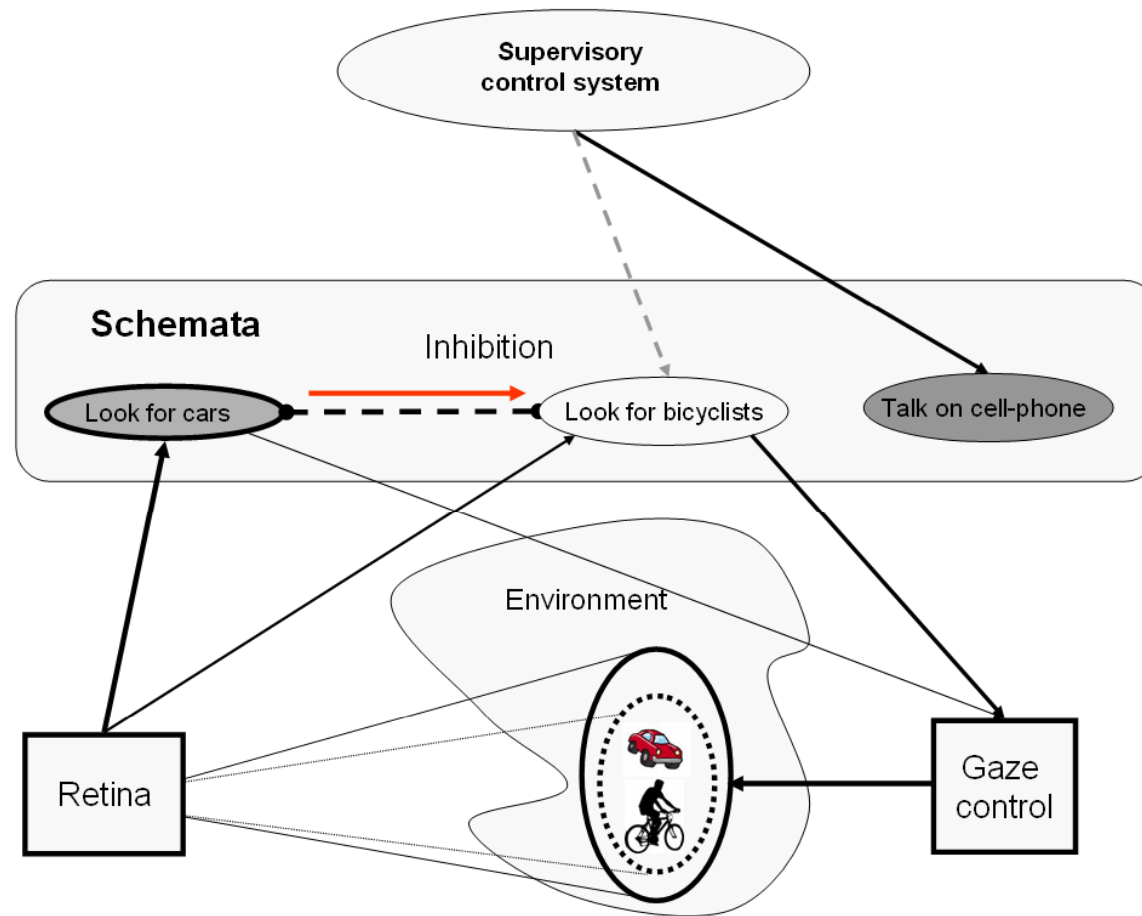 Supervisory
control system
Schemata
Inhibition
Look for cars
Look for bicyclists
Talk on cell-phone
Environment
Retina
Gaze
control